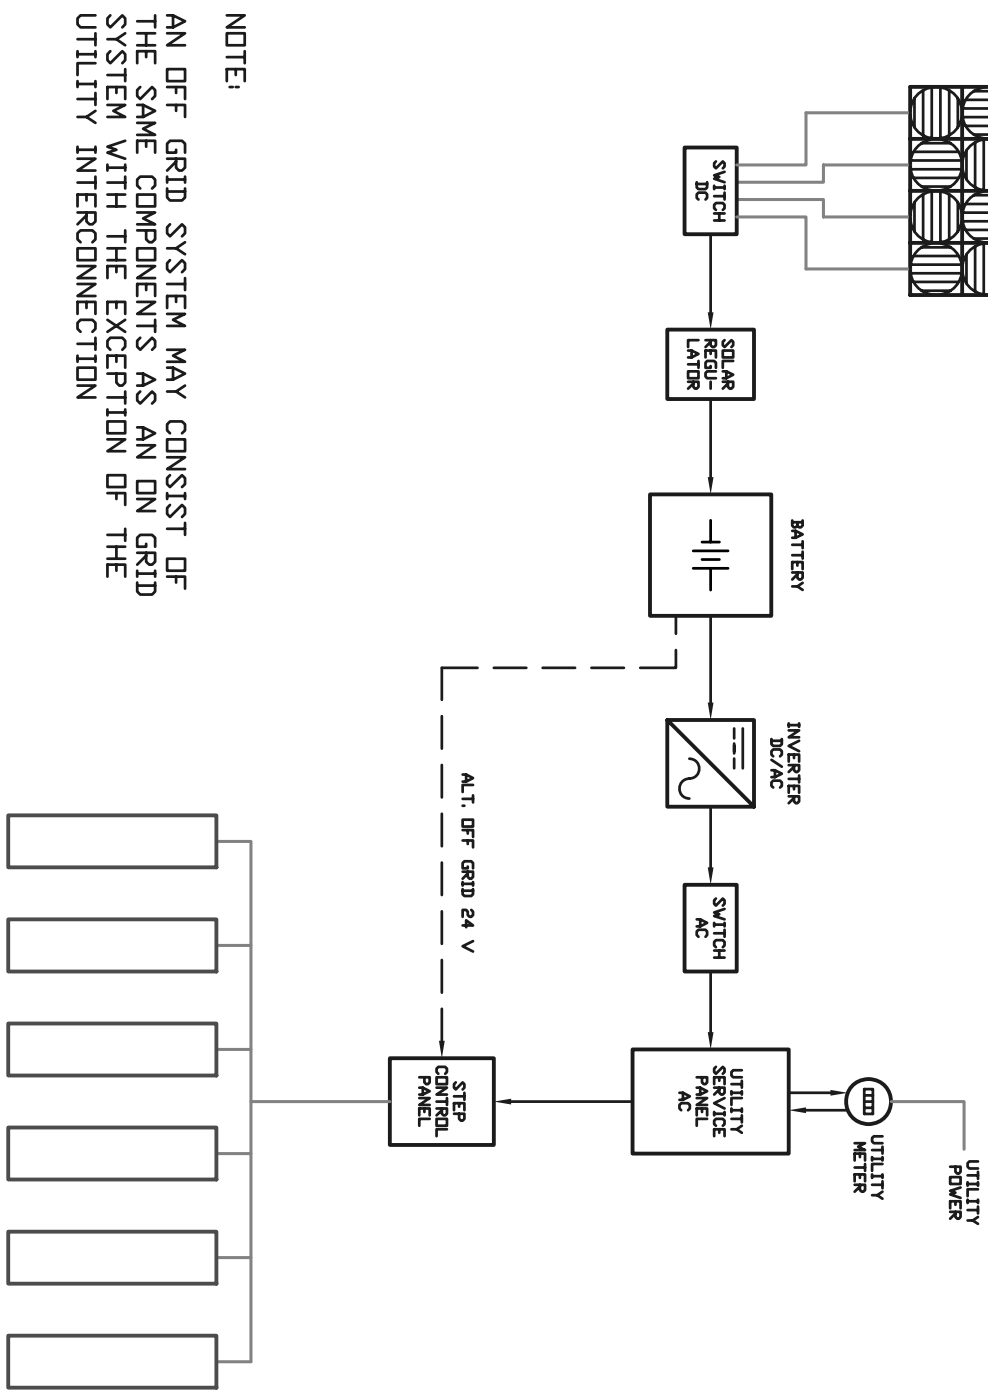 SWITCH
DC
SOLAR
REGU-
LATOR
BATTERY
INVERTER
DC/AC
SWITCH
AC
UTILITY
SERVICE
PANEL
AC
UTILITY
METER
UTILITY
POWER
ALT. OFF GRID 24 V
STEP
CONTROL
PANEL
NOTE:
AN OFF GRID SYSTEM MAY CONSIST OF
THE SAME COMPONENTS AS AN ON GRID
SYSTEM WITH THE EXCEPTION OF THE
UTILITY INTERCONNECTION